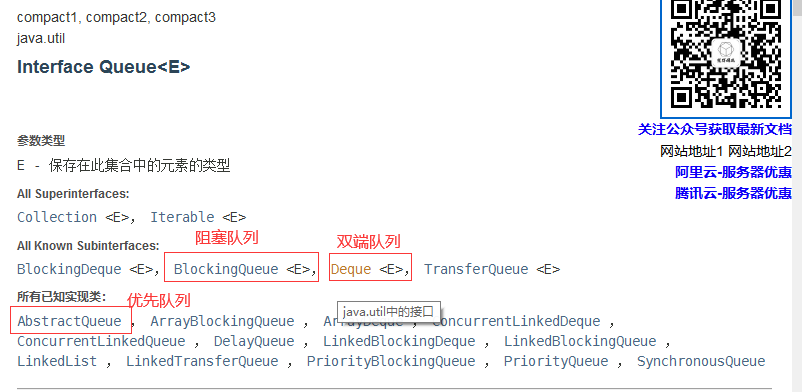 compact1, compact2, compact3
java.util
Interface Queue<E>
关注公众号获取最新文档
网站地址1 网站地址2
阿里云-服务器优惠
腾讯云-服务器优惠
参数类型
E - 保存在此集合中的元素的类型
All Superinterfaces:
Collection <E>, Iterable <E>
阻塞队列 双端队列
All Known Subinterfaces:
BlockingDeque <E>, BlockingQueue <E>, Deque <E>, TransferQueue <E>
所有已知实现类: 优先队列
java.util中的接口
AbstractQueue , ArrayBlockingQueue , ArrayDeque , ConcurrentLinkedDeque ,
ConcurrentLinkedQueue , DelayQueue , LinkedBlockingDeque , LinkedBlockingQueue ,
LinkedList , LinkedTransferQueue , PriorityBlockingQueue , PriorityQueue , SynchronousQueue